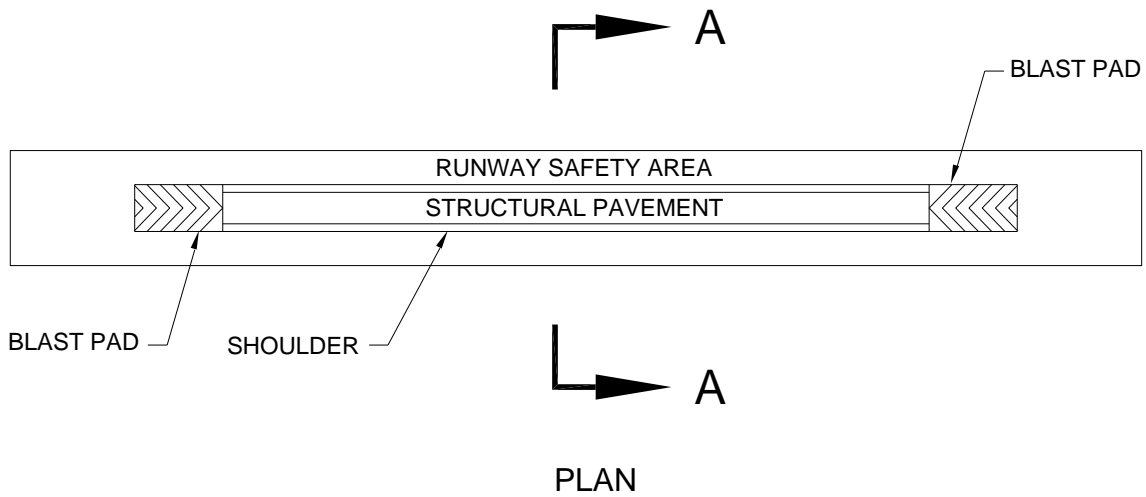 A
BLAST PAD
RUNWAY SAFETY AREA
STRUCTURAL PAVEMENT
BLAST PAD
SHOULDER
A
PLAN